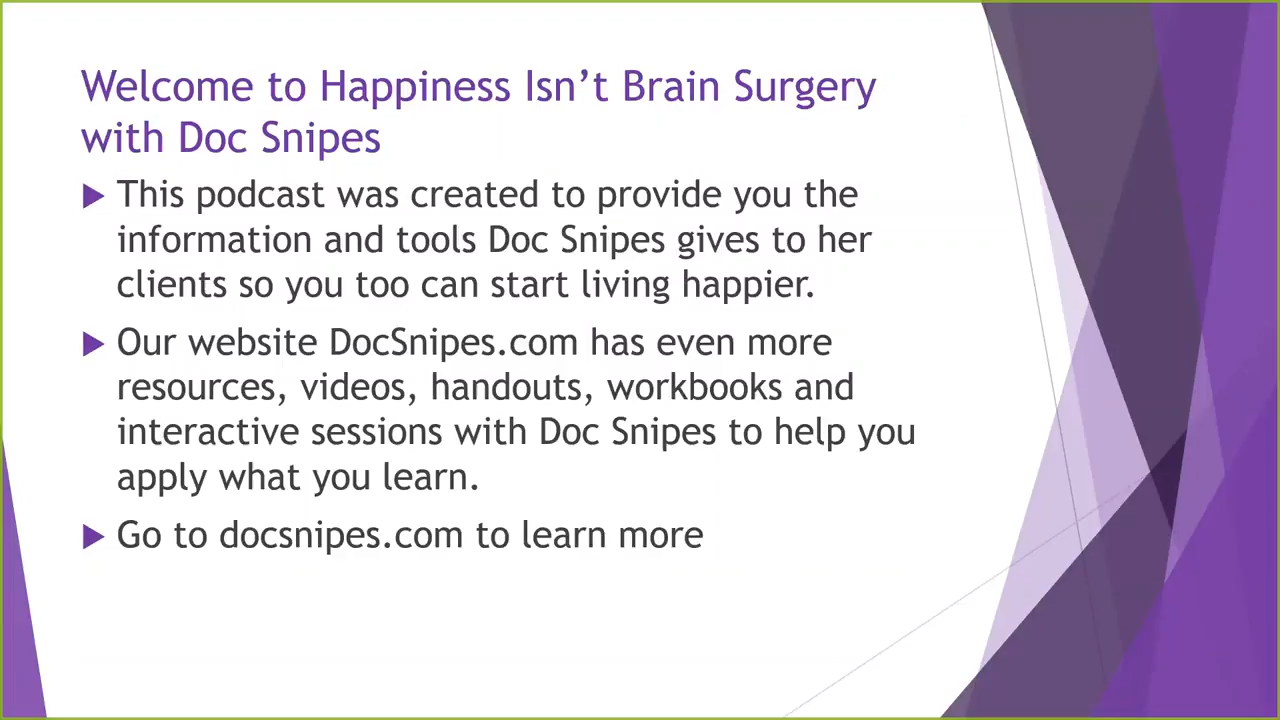 Welcome to Happiness Isn’t Brain Surgery
with Doc Snipes
This podcast was created to provide you the
information and tools Doc Snipes gives to her
clients so you too can start living happier.
Our website DocSnipes.com has even more
resources, videos, handouts, workbooks and
interactive sessions with Doc Snipes to help you
apply what you learn.
Go to docsnipes.com to learn more